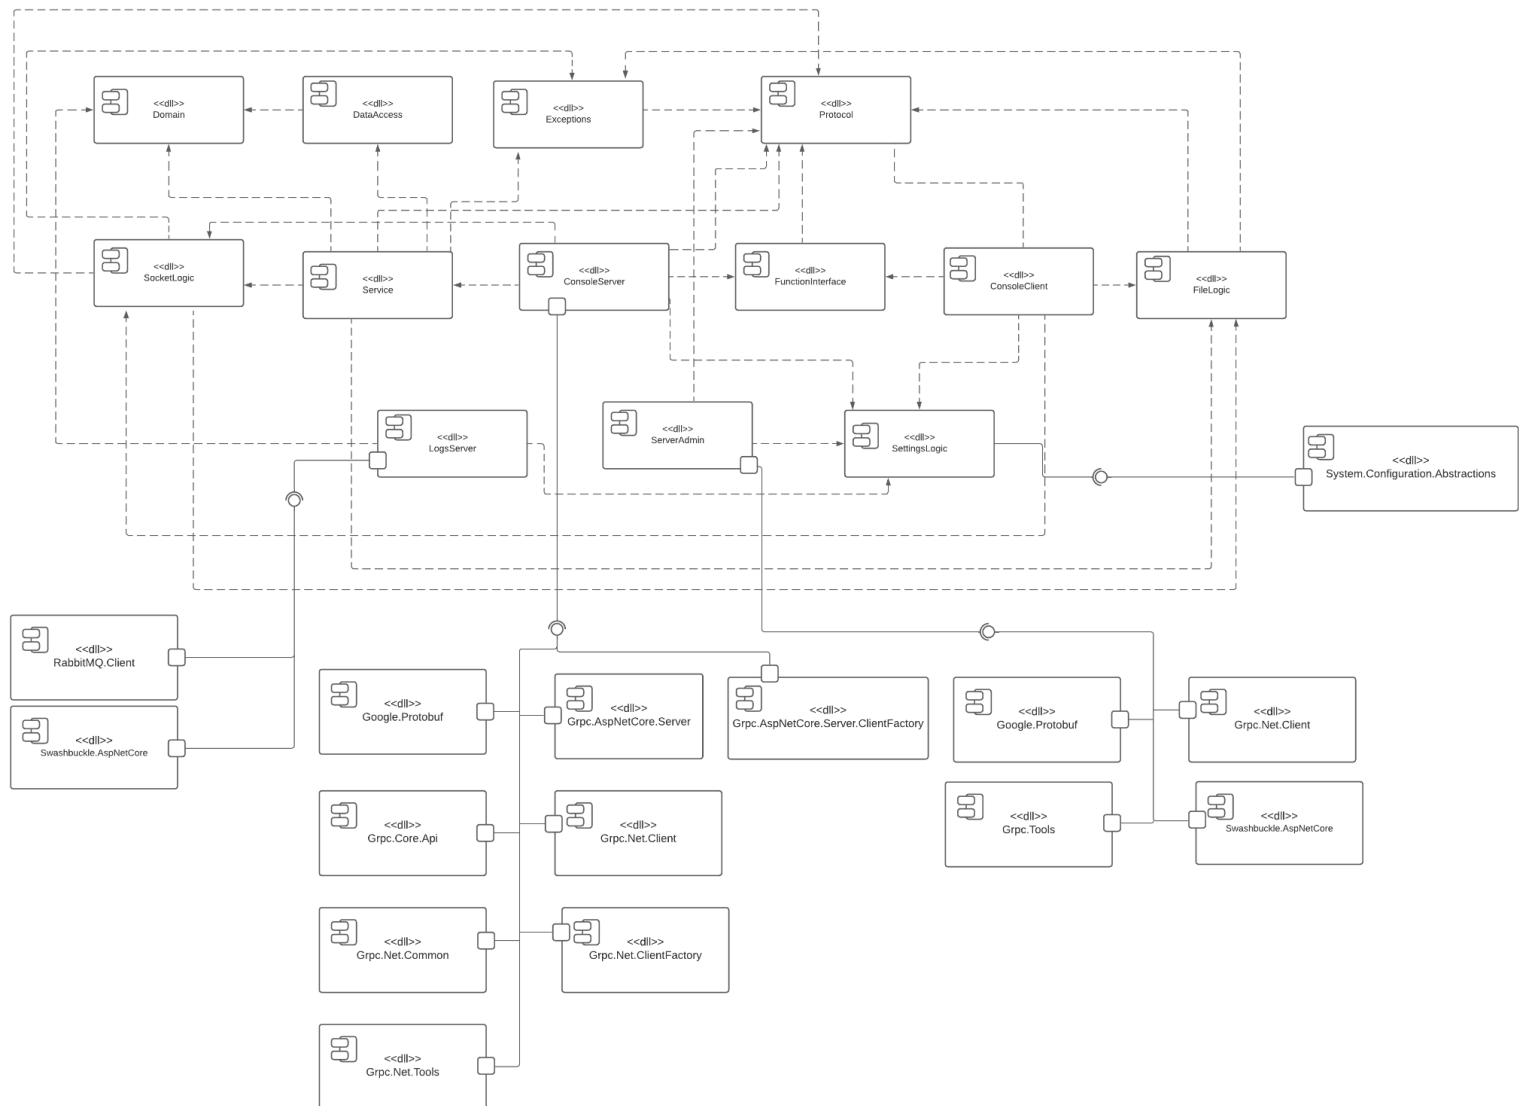 <<dll>>
Domain
<<dll>>
DataAccess
<<dll>>
Exceptions
<<dll>>
Protocol
<<dll>>
SocketLogic
<<dll>>
Service
<<dll>>
ConsoleServer
<<dll>>
FunctionInterface
<<dll>>
ConsoleClient
<<dll>>
FileLogic
<<dll>>
LogsServer
<<dll>>
ServerAdmin
<<dll>>
SettingsLogic
<<dll>>
System.Configuration.Abstractions
<<dll>>
RabbitMQ.Client
<<dll>>
Swashbuckle.AspNetCore
<<dll>>
Google.Protobuf
<<dll>>
Grpc.AspNetCore.Server
<<dll>>
Grpc.AspNetCore.Server.ClientFactory
<<dll>>
Google.Protobuf
<<dll>>
Grpc.Net.Client
<<dll>>
Grpc.Core.Api
<<dll>>
Grpc.Net.Client
<<dll>>
Grpc.Tools
<<dll>>
Swashbuckle.AspNetCore
<<dll>>
Grpc.Net.Common
<<dll>>
Grpc.Net.ClientFactory
<<dll>>
Grpc.Net.Tools